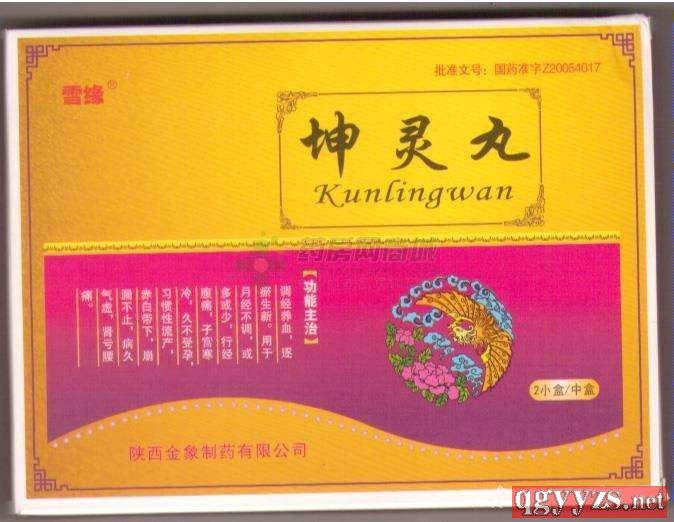 雪缘®
批准文号：国药准字Z20054017
坤灵丸
Kunlingwan
药房网商城
【功能主治】
调经养血，逐
瘀生新。用于
月经不调，或
多或少，行经
腹痛，子宫寒
冷，久不受孕，
习惯性流产，
赤白带下，崩
漏不止，病久
气虚，肾亏腰
痛。
2小盒/中盒
陕西金象制药有限公司
qgyyzs.net